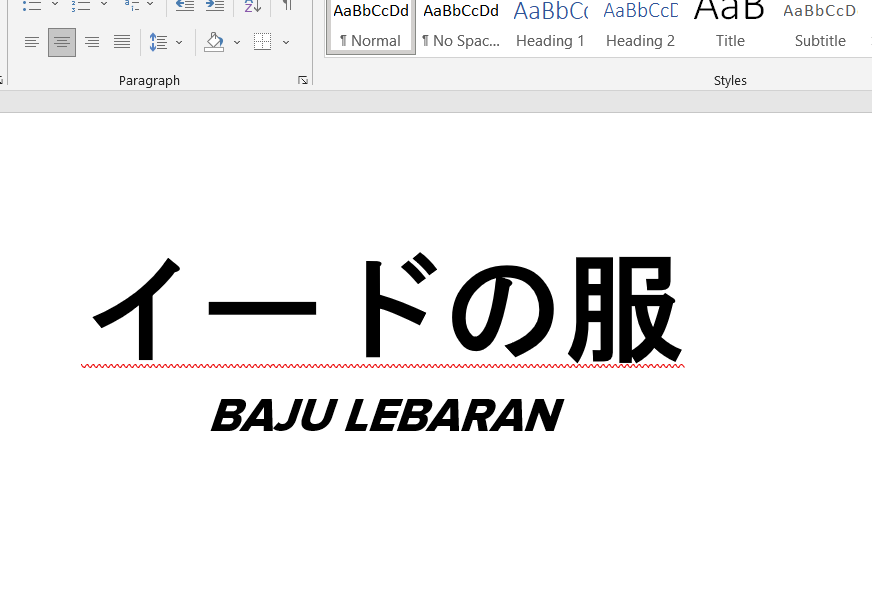 AaBbCcDd AaBbCcDd AaBbC AaBbCcD AaB AaBbCcD
¶ Normal ¶ No Spac... Heading 1 Heading 2 Title Subtitle
Paragraph Styles
イードの服
BAJU LEBARAN